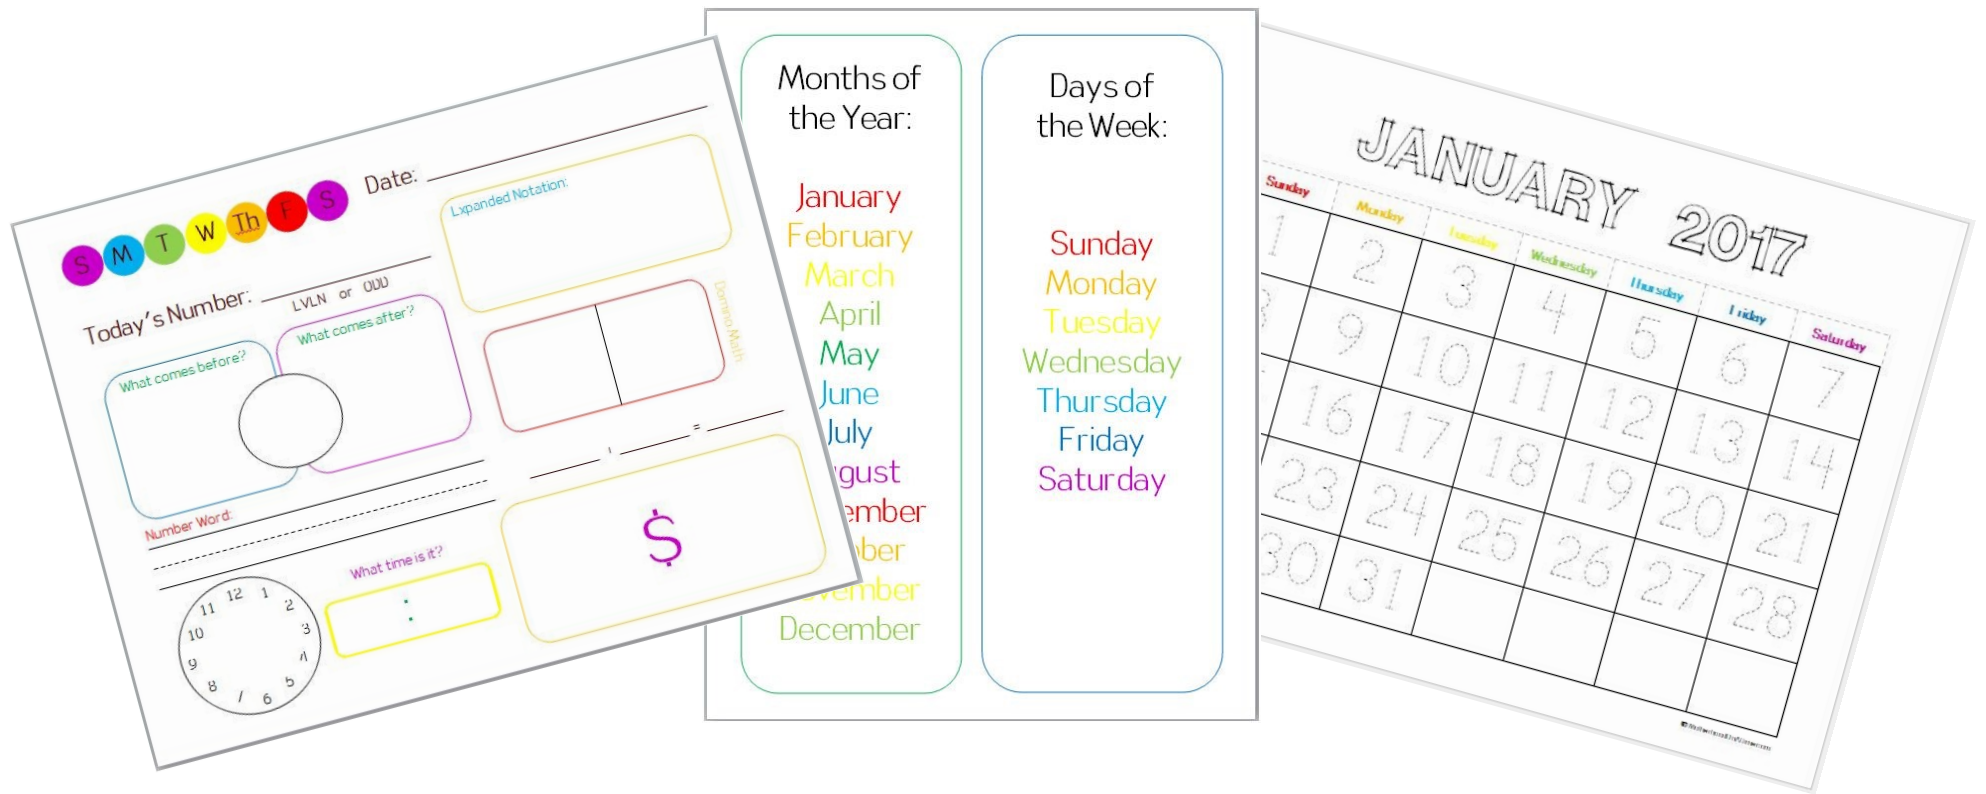 S M T W Th F S
Date:
Today's Number:
EVEN or ODD
What comes before?
What comes after?
Expanded Notation:
Domino Math
Number Word:
+ =
What time is it?
:
$
12 1 2 3 4 5 6 7 8 9 10 11
Months of
the Year:
January
February
March
April
May
June
July
gust
ember
ober
vember
December
Days of
the Week:
Sunday
Monday
Tuesday
Wednesday
Thursday
Friday
Saturday
JANUARY 2017
Sunday Monday Tuesday Wednesday Thursday Friday Saturday
1 2 3 4 5 6 7
9 10 11 12 13 14
16 17 18 19 20 21
23 24 25 26 27 28
30 31